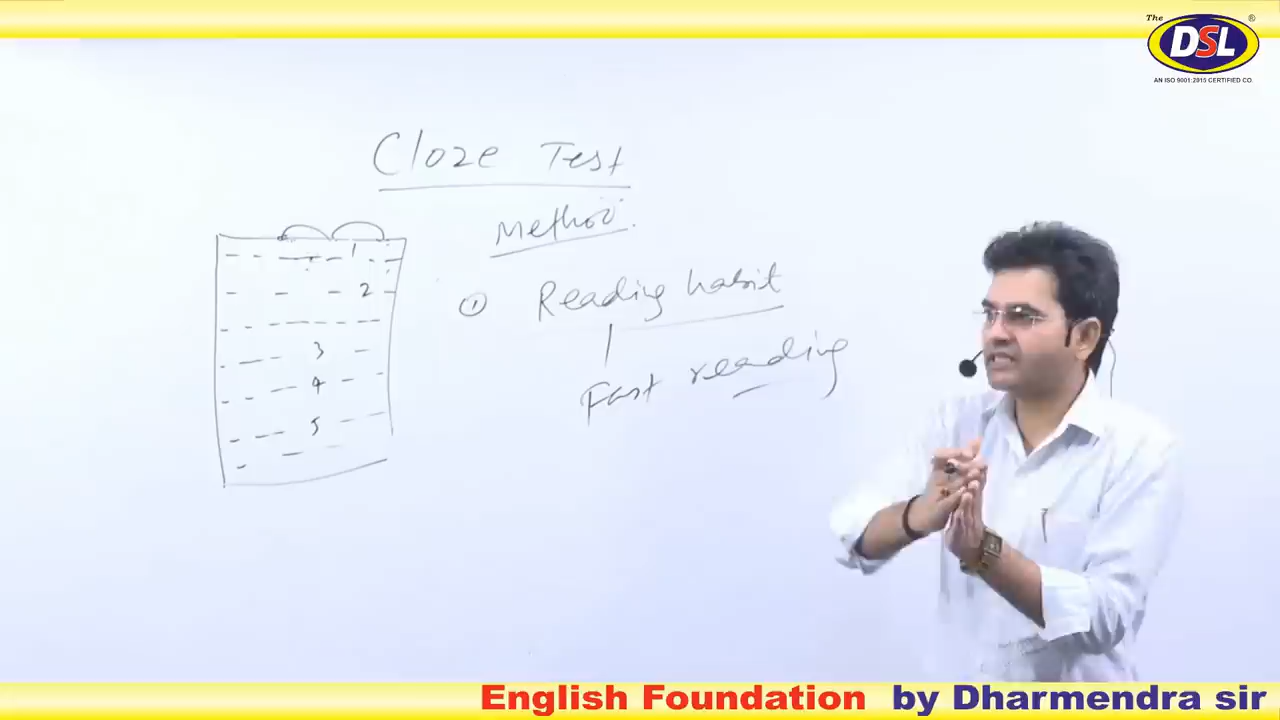 The
DSL
®
AN ISO 9001:2015 CERTIFIED CO.
Cloze Test
Method
① Reading habit
Fast reading
1
2
3
4
5
English Foundation by Dharmendra sir